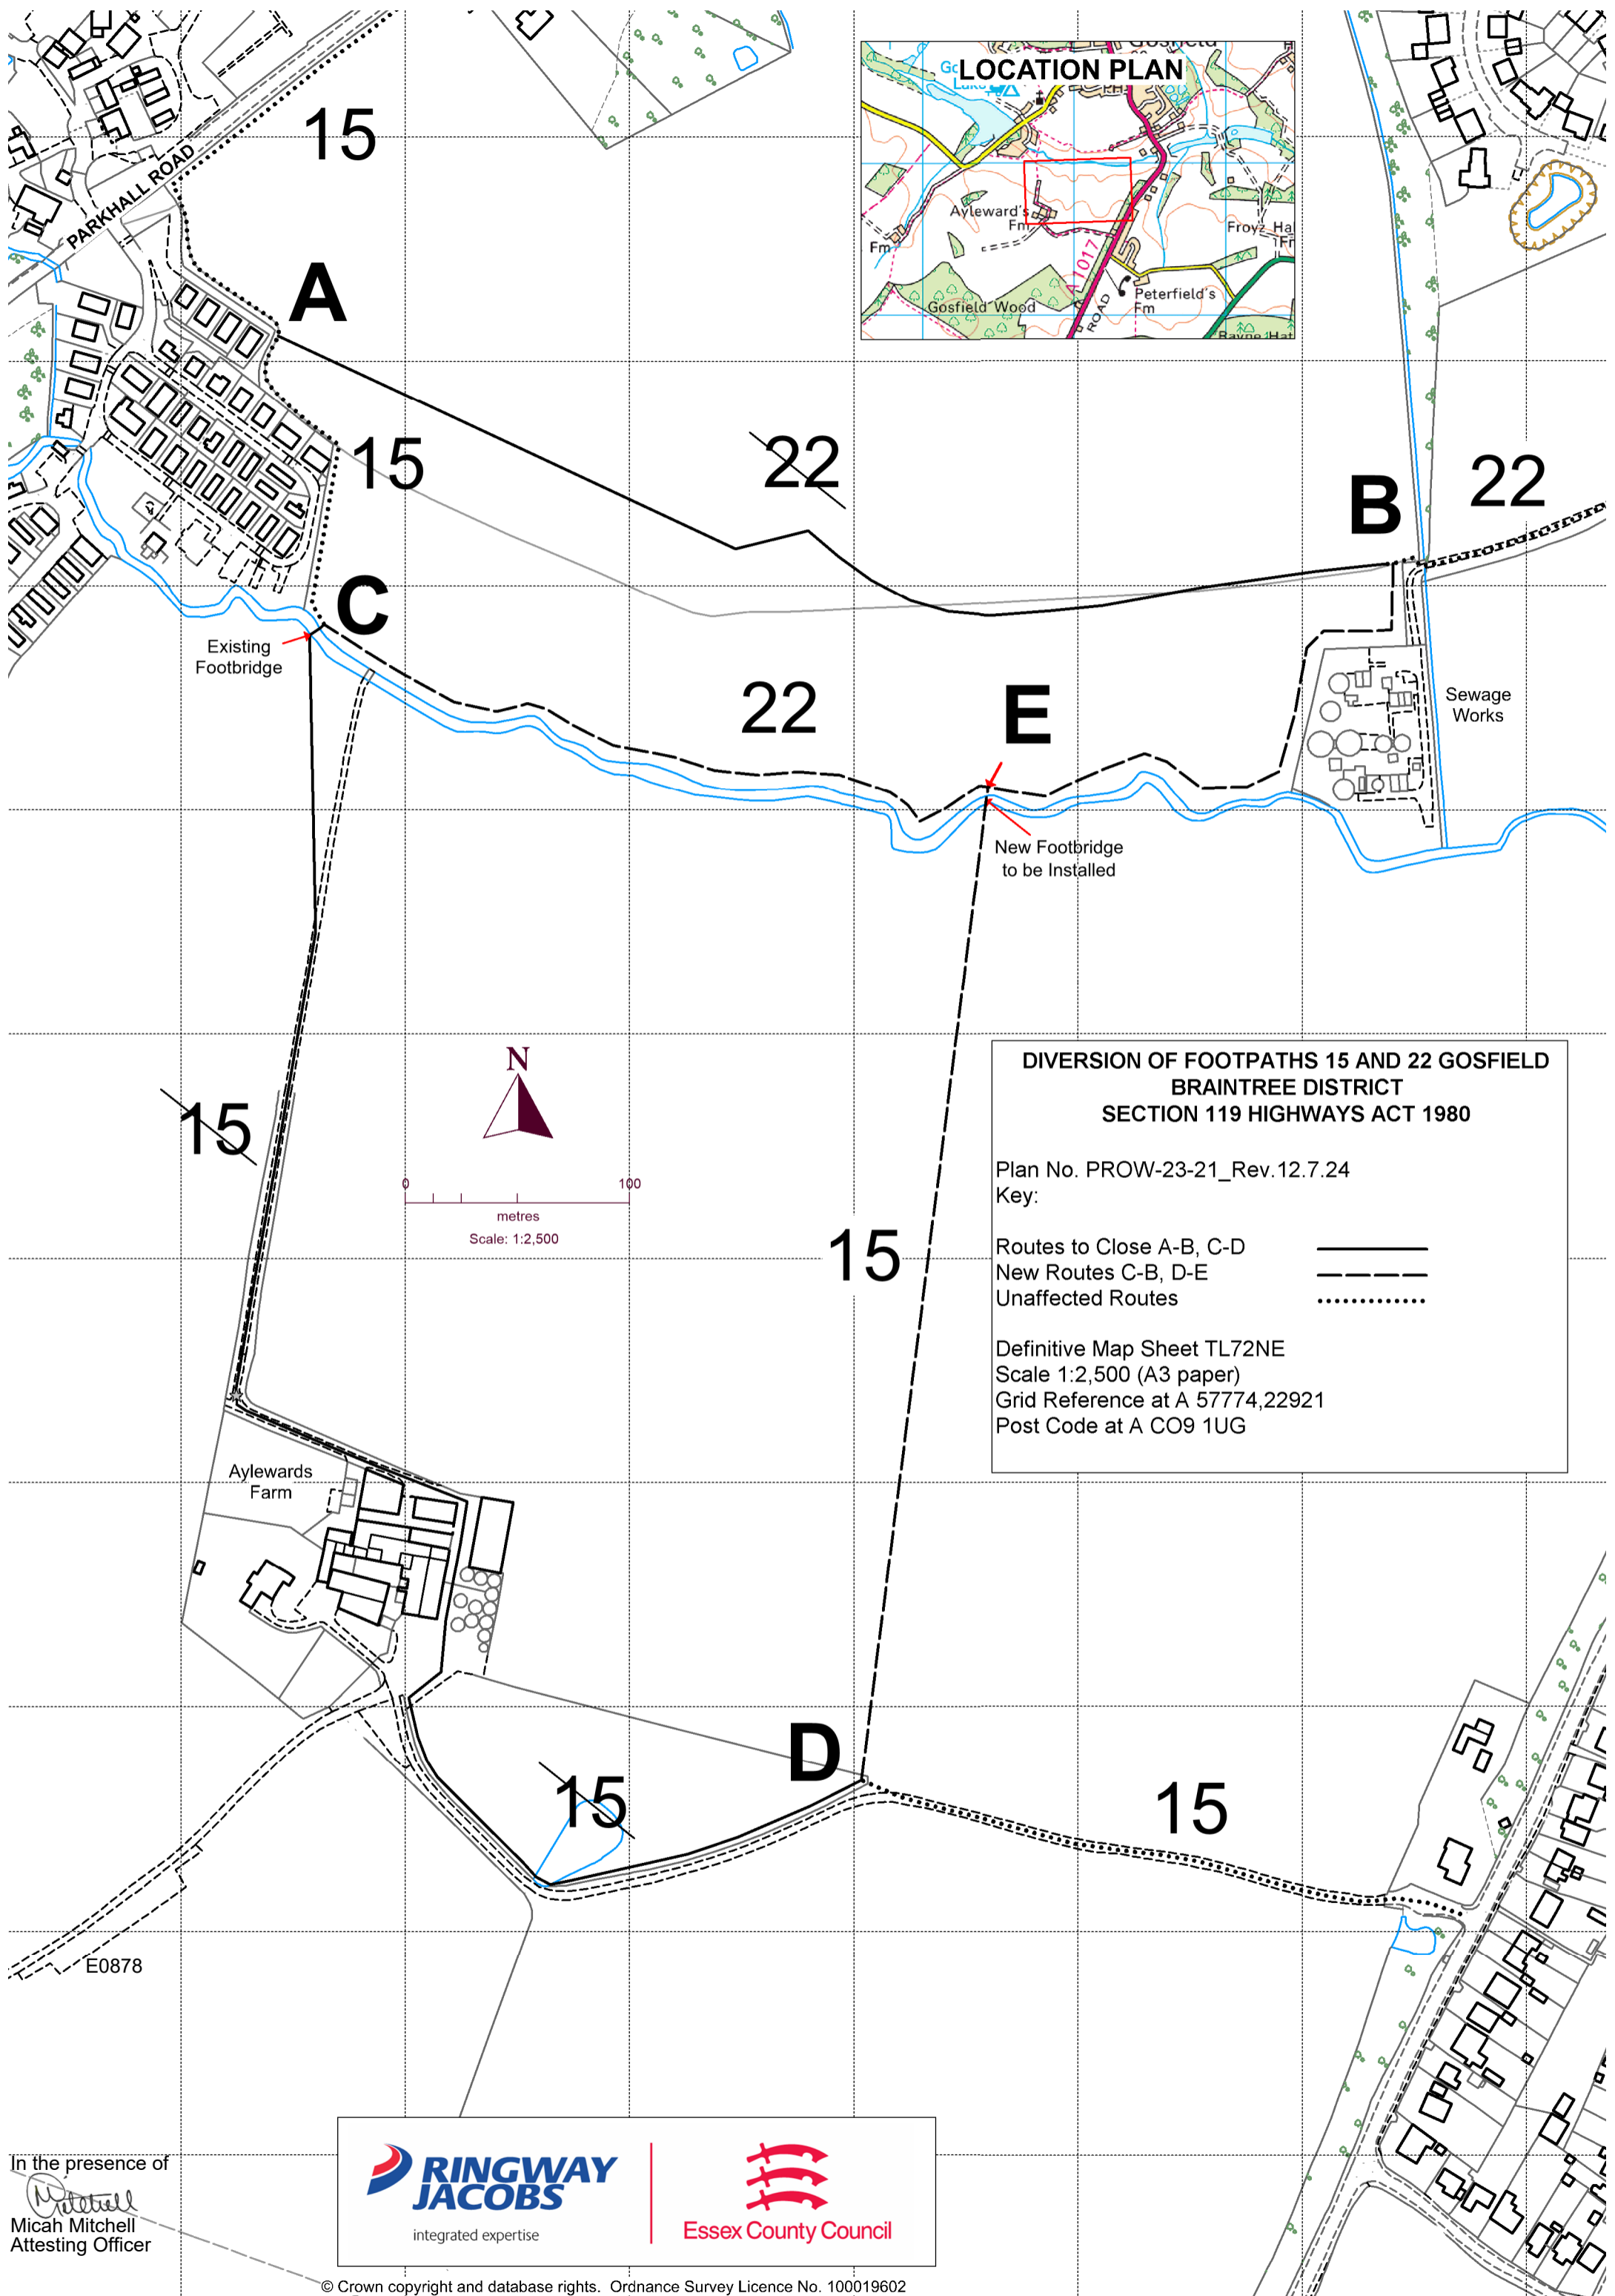 15
PARKHALL ROAD
LOCATION PLAN
Gosfield
PH
Ayleward's
Fm
Fm
Gosfield Wood
A 1017
ROAD
Peterfield's
Fm
A
15
22
B
22
C
Existing
Footbridge
22
E
Sewage
Works
New Footbridge
to be Installed
N
15
0 100
metres
Scale: 1:2,500
15
DIVERSION OF FOOTPATHS 15 AND 22 GOSFIELD
BRAINTREE DISTRICT
SECTION 119 HIGHWAYS ACT 1980
Plan No. PROW-23-21_Rev.12.7.24
Key:
Routes to Close A-B, C-D
New Routes C-B, D-E
Unaffected Routes
Definitive Map Sheet TL72NE
Scale 1:2,500 (A3 paper)
Grid Reference at A 57774,22921
Post Code at A CO9 1UG
Aylewards
Farm
D
15
15
E0878
In the presence of
Mitchell
Micah Mitchell
Attesting Officer
RINGWAY
JACOBS
integrated expertise
Essex County Council
© Crown copyright and database rights. Ordnance Survey Licence No. 100019602